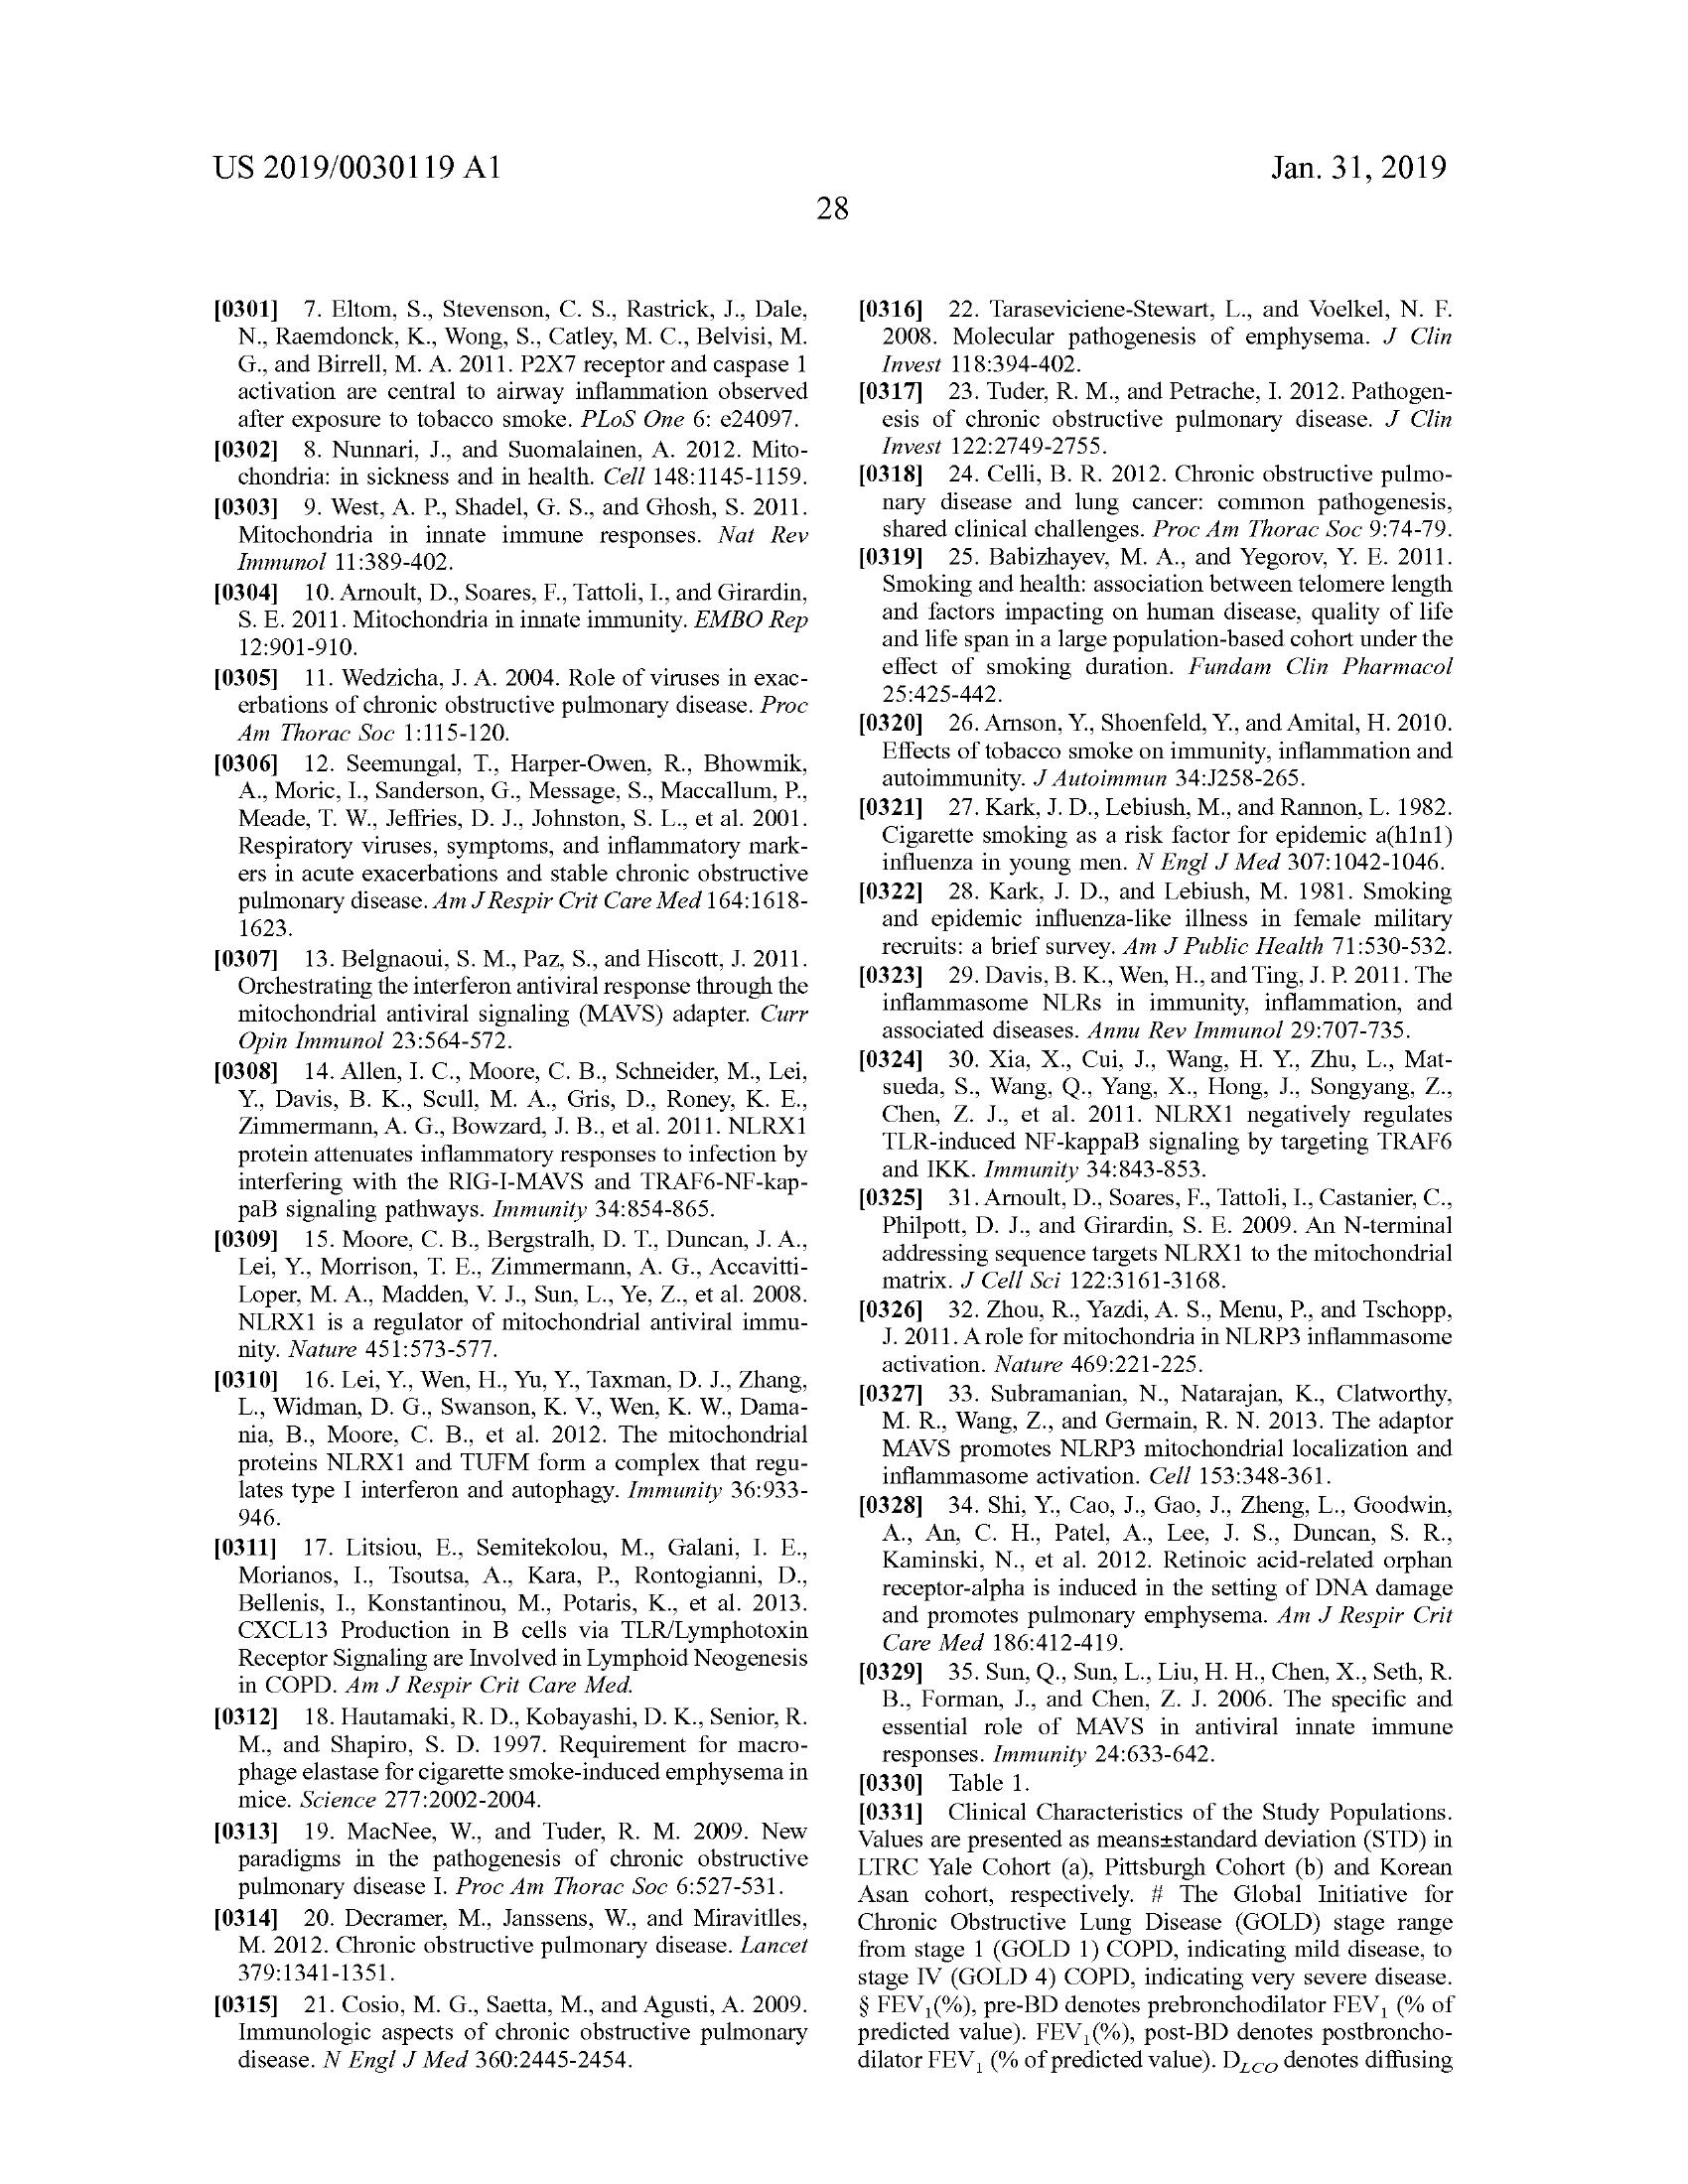 US 2019/0030119 A1
Jan. 31, 2019
28
[0301] 7. Eltom, S., Stevenson, C. S., Rastrick, J., Dale,
N., Raemdonck, K., Wong, S., Catley, M. C., Belvisi, M.
G., and Birrell, M. A. 2011. P2X7 receptor and caspase 1
activation are central to airway inflammation observed
after exposure to tobacco smoke. PLoS One 6: e24097.
[0302] 8. Nunnari, J., and Suomalainen, A. 2012. Mito-
chondria: in sickness and in health. Cell 148:1145-1159.
[0303] 9. West, A. P., Shadel, G. S., and Ghosh, S. 2011.
Mitochondria in innate immune responses. Nat Rev
Immunol 11:389-402.
[0304] 10. Arnoult, D., Soares, F., Tattoli, I., and Girardin,
S. E. 2011. Mitochondria in innate immunity. EMBO Rep
12:901-910.
[0305] 11. Wedzicha, J. A. 2004. Role of viruses in exac-
erbations of chronic obstructive pulmonary disease. Proc
Am Thorac Soc 1:115-120.
[0306] 12. Seemungal, T., Harper-Owen, R., Bhowmik,
A., Moric, I., Sanderson, G., Message, S., Maccallum, P.,
Meade, T. W., Jeffries, D. J., Johnston, S. L., et al. 2001.
Respiratory viruses, symptoms, and inflammatory mark-
ers in acute exacerbations and stable chronic obstructive
pulmonary disease. Am J Respir Crit Care Med 164:1618-
1623.
[0307] 13. Belgnaoui, S. M., Paz, S., and Hiscott, J. 2011.
Orchestrating the interferon antiviral response through the
mitochondrial antiviral signaling (MAVS) adapter. Curr
Opin Immunol 23:564-572.
[0308] 14. Allen, I. C., Moore, C. B., Schneider, M., Lei,
Y., Davis, B. K., Scull, M. A., Gris, D., Roney, K. E.,
Zimmermann, A. G., Bowzard, J. B., et al. 2011. NLRX1
protein attenuates inflammatory responses to infection by
interfering with the RIG-I-MAVS and TRAF6-NF-kap-
paB signaling pathways. Immunity 34:854-865.
[0309] 15. Moore, C. B., Bergstralh, D. T., Duncan, J. A.,
Lei, Y., Morrison, T. E., Zimmermann, A. G., Accavitti-
Loper, M. A., Madden, V. J., Sun, L., Ye, Z., et al. 2008.
NLRX1 is a regulator of mitochondrial antiviral immu-
nity. Nature 451:573-577.
[0310] 16. Lei, Y., Wen, H., Yu, Y., Taxman, D. J., Zhang,
L., Widman, D. G., Swanson, K. V., Wen, K. W., Dama-
nia, B., Moore, C. B., et al. 2012. The mitochondrial
proteins NLRX1 and TUFM form a complex that regu-
lates type I interferon and autophagy. Immunity 36:933-
946.
[0311] 17. Litsiou, E., Semitekolou, M., Galani, I. E.,
Morianos, I., Tsoutsa, A., Kara, P., Rontogianni, D.,
Bellenis, I., Konstantinou, M., Potaris, K., et al. 2013.
CXCL13 Production in B cells via TLR/Lymphotoxin
Receptor Signaling are Involved in Lymphoid Neogenesis
in COPD. Am J Respir Crit Care Med.
[0312] 18. Hautamaki, R. D., Kobayashi, D. K., Senior, R.
M., and Shapiro, S. D. 1997. Requirement for macro-
phage elastase for cigarette smoke-induced emphysema in
mice. Science 277:2002-2004.
[0313] 19. MacNee, W., and Tuder, R. M. 2009. New
paradigms in the pathogenesis of chronic obstructive
pulmonary disease I. Proc Am Thorac Soc 6:527-531.
[0314] 20. Decramer, M., Janssens, W., and Miravitlles,
M. 2012. Chronic obstructive pulmonary disease. Lancet
379:1341-1351.
[0315] 21. Cosio, M. G., Saetta, M., and Agusti, A. 2009.
Immunologic aspects of chronic obstructive pulmonary
disease. N Engl J Med 360:2445-2454.
[0316] 22. Taraseviciene-Stewart, L., and Voelkel, N. F.
2008. Molecular pathogenesis of emphysema. J Clin
Invest 118:394-402.
[0317] 23. Tuder, R. M., and Petrache, I. 2012. Pathogen-
esis of chronic obstructive pulmonary disease. J Clin
Invest 122:2749-2755.
[0318] 24. Celli, B. R. 2012. Chronic obstructive pulmo-
nary disease and lung cancer: common pathogenesis,
shared clinical challenges. Proc Am Thorac Soc 9:74-79.
[0319] 25. Babizhayev, M. A., and Yegorov, Y. E. 2011.
Smoking and health: association between telomere length
and factors impacting on human disease, quality of life
and life span in a large population-based cohort under the
effect of smoking duration. Fundam Clin Pharmacol
25:425-442.
[0320] 26. Arnson, Y., Shoenfeld, Y., and Amital, H. 2010.
Effects of tobacco smoke on immunity, inflammation and
autoimmunity. J Autoimmun 34:J258-265.
[0321] 27. Kark, J. D., Lebiush, M., and Rannon, L. 1982.
Cigarette smoking as a risk factor for epidemic a(h1n1)
influenza in young men. N Engl J Med 307:1042-1046.
[0322] 28. Kark, J. D., and Lebiush, M. 1981. Smoking
and epidemic influenza-like illness in female military
recruits: a brief survey. Am J Public Health 71:530-532.
[0323] 29. Davis, B. K., Wen, H., and Ting, J. P. 2011. The
inflammasome NLRs in immunity, inflammation, and
associated diseases. Annu Rev Immunol 29:707-735.
[0324] 30. Xia, X., Cui, J., Wang, H. Y., Zhu, L., Mat-
sueda, S., Wang, Q., Yang, X., Hong, J., Songyang, Z.,
Chen, Z. J., et al. 2011. NLRX1 negatively regulates
TLR-induced NF-kappaB signaling by targeting TRAF6
and IKK. Immunity 34:843-853.
[0325] 31. Arnoult, D., Soares, F., Tattoli, I., Castanier, C.,
Philpott, D. J., and Girardin, S. E. 2009. An N-terminal
addressing sequence targets NLRX1 to the mitochondrial
matrix. J Cell Sci 122:3161-3168.
[0326] 32. Zhou, R., Yazdi, A. S., Menu, P., and Tschopp,
J. 2011. A role for mitochondria in NLRP3 inflammasome
activation. Nature 469:221-225.
[0327] 33. Subramanian, N., Natarajan, K., Clatworthy,
M. R., Wang, Z., and Germain, R. N. 2013. The adaptor
MAVS promotes NLRP3 mitochondrial localization and
inflammasome activation. Cell 153:348-361.
[0328] 34. Shi, Y., Cao, J., Gao, J., Zheng, L., Goodwin,
A., An, C. H., Patel, A., Lee, J. S., Duncan, S. R.,
Kaminski, N., et al. 2012. Retinoic acid-related orphan
receptor-alpha is induced in the setting of DNA damage
and promotes pulmonary emphysema. Am J Respir Crit
Care Med 186:412-419.
[0329] 35. Sun, Q., Sun, L., Liu, H. H., Chen, X., Seth, R.
B., Forman, J., and Chen, Z. J. 2006. The specific and
essential role of MAVS in antiviral innate immune
responses. Immunity 24:633-642.
[0330] Table 1.
[0331] Clinical Characteristics of the Study Populations.
Values are presented as means±standard deviation (STD) in
LTRC Yale Cohort (a), Pittsburgh Cohort (b) and Korean
Asan cohort, respectively. # The Global Initiative for
Chronic Obstructive Lung Disease (GOLD) stage range
from stage 1 (GOLD 1) COPD, indicating mild disease, to
stage IV (GOLD 4) COPD, indicating very severe disease.
§ FEV₁(%), pre-BD denotes prebronchodilator FEV₁ (% of
predicted value). FEV₁(%), post-BD denotes postbroncho-
dilator FEV₁ (% of predicted value). D_LCO denotes diffusing